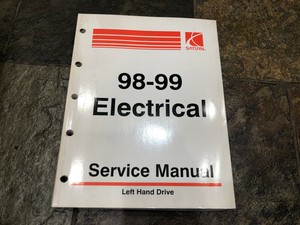 SATURN
98-99
Electrical
Service Manual
Left Hand Drive